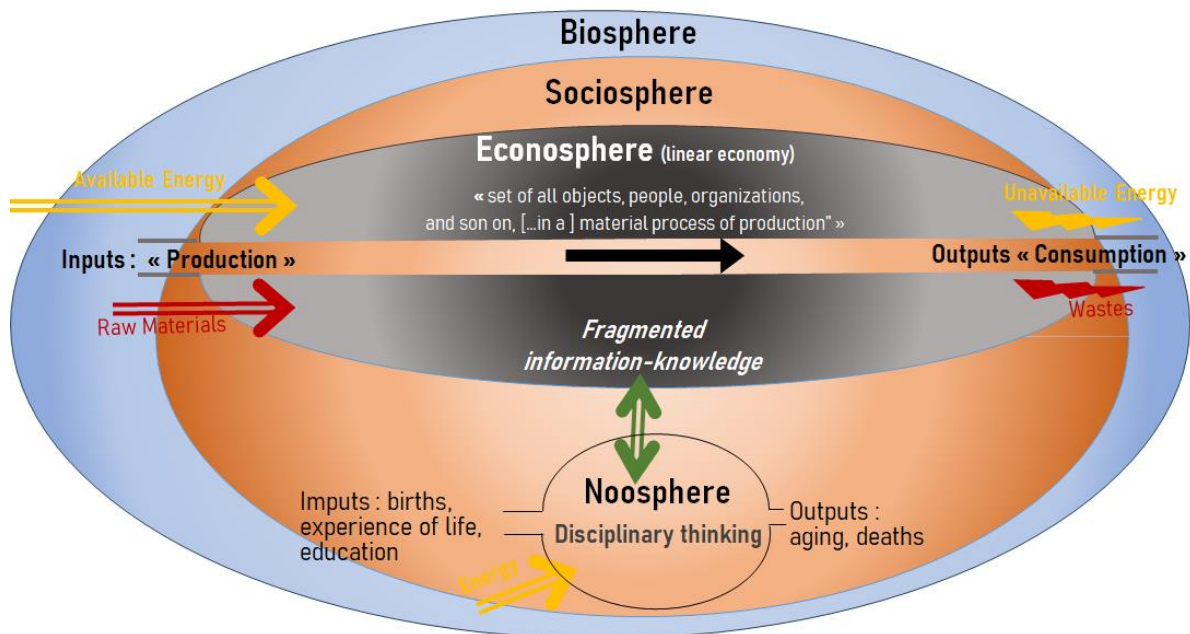 Biosphere
Sociosphere
Econosphere (linear economy)
« set of all objects, people, organizations,
and son on, […in a ] material process of production” »
Available Energy
Unavailable Energy
Inputs : « Production »
Outputs « Consumption »
Raw Materials
Wastes
Fragmented
information-knowledge
Noosphere
Disciplinary thinking
Imputs : births,
experience of life,
education
Outputs :
aging, deaths
Energy